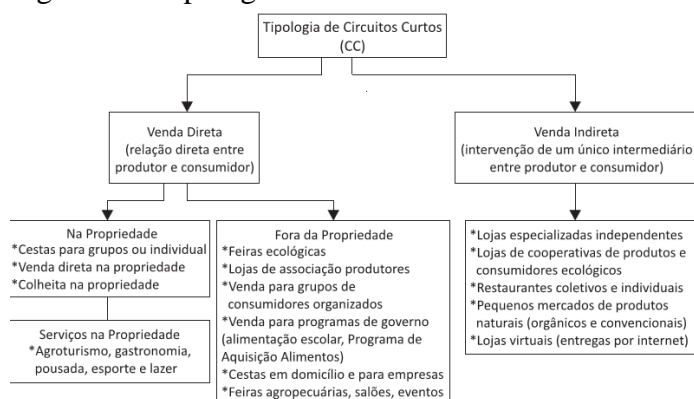 Tipologia de Circuitos Curtos
(CC)
Venda Direta
(relação direta entre
produtor e consumidor)
Venda Indireta
(intervenção de um único intermediário
entre produtor e consumidor)
Na Propriedade
*Cestas para grupos ou individual
*Venda direta na propriedade
*Colheita na propriedade
Serviços na Propriedade
*Agroturismo, gastronomia,
pousada, esporte e lazer
Fora da Propriedade
*Feiras ecológicas
*Lojas de associação produtores
*Venda para grupos de
consumidores organizados
*Venda para programas de governo
(alimentação escolar, Programa de
Aquisição Alimentos)
*Cestas em domicílio e para empresas
*Feiras agropecuárias, salões, eventos
*Lojas especializadas independentes
*Lojas de cooperativas de produtos e
consumidores ecológicos
*Restaurantes coletivos e individuais
*Pequenos mercados de produtos
naturais (orgânicos e convencionais)
*Lojas virtuais (entregas por internet)